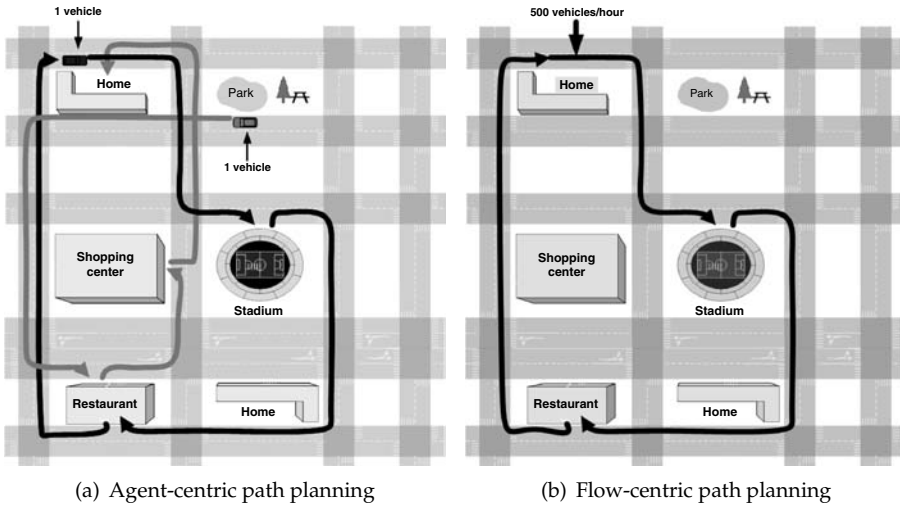 1 vehicle
Home
Park
1 vehicle
Shopping
center
Stadium
Restaurant
Home
(a) Agent-centric path planning
500 vehicles/hour
Home
Park
Shopping
center
Stadium
Restaurant
Home
(b) Flow-centric path planning